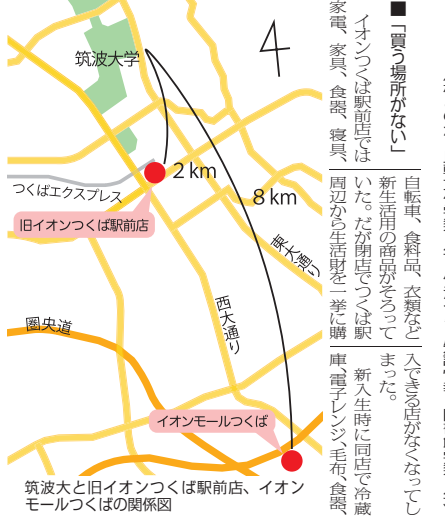 ■「買う場所がない」
イオンつくば駅前店では
家電、家具、食器、寝具、
自転車、食料品、衣類など
新生活用の商品がそろって
いた。だが閉店でつくば駅
周辺から生活財を一挙に購
入できる店がなくなってし
まった。
新入生時に同店で冷蔵
庫、電子レンジ、毛布、食器、
筑波大学
2 km
つくばエクスプレス
8 km
旧イオンつくば駅前店
東大通り
西大通り
圏央道
イオンモールつくば
筑波大と旧イオンつくば駅前店、イオン
モールつくばの関係図